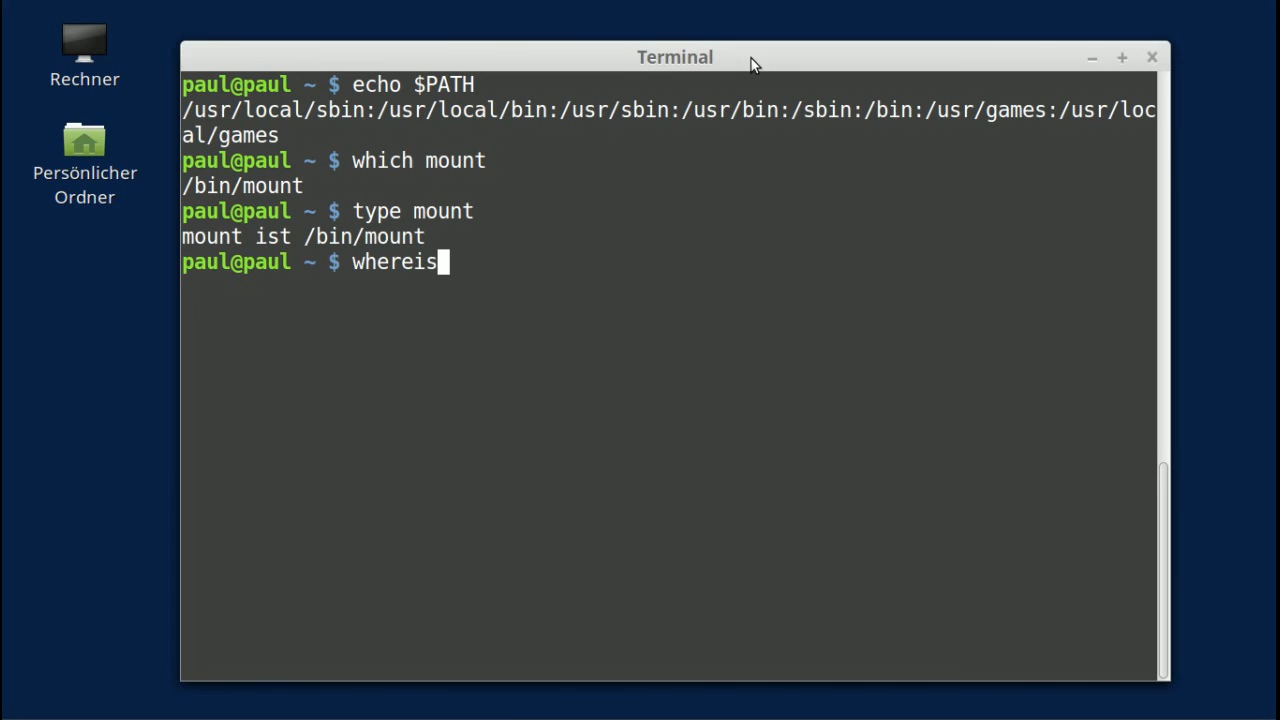 Rechner
Persönlicher
Ordner
Terminal
paul@paul ~ $ echo $PATH
/usr/local/sbin:/usr/local/bin:/usr/sbin:/usr/bin:/sbin:/bin:/usr/games:/usr/loc
al/games
paul@paul ~ $ which mount
/bin/mount
paul@paul ~ $ type mount
mount ist /bin/mount
paul@paul ~ $ whereis